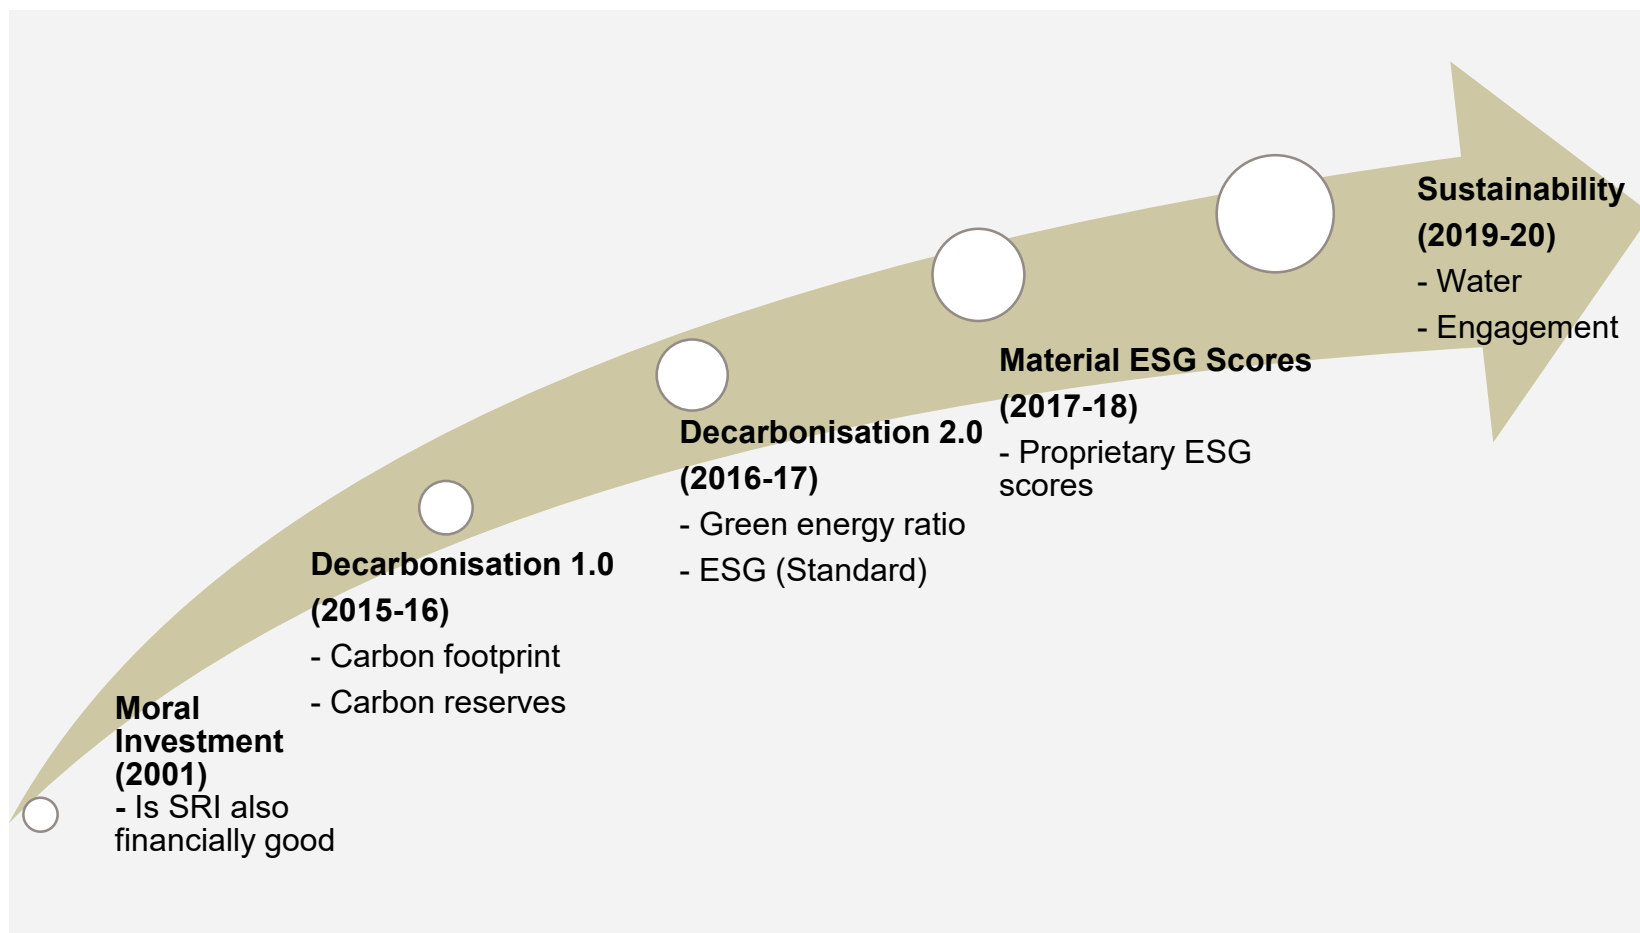 Moral
Investment
(2001)
- Is SRI also
financially good
Decarbonisation 1.0
(2015-16)
- Carbon footprint
- Carbon reserves
Decarbonisation 2.0
(2016-17)
- Green energy ratio
- ESG (Standard)
Material ESG Scores
(2017-18)
- Proprietary ESG
scores
Sustainability
(2019-20)
- Water
- Engagement